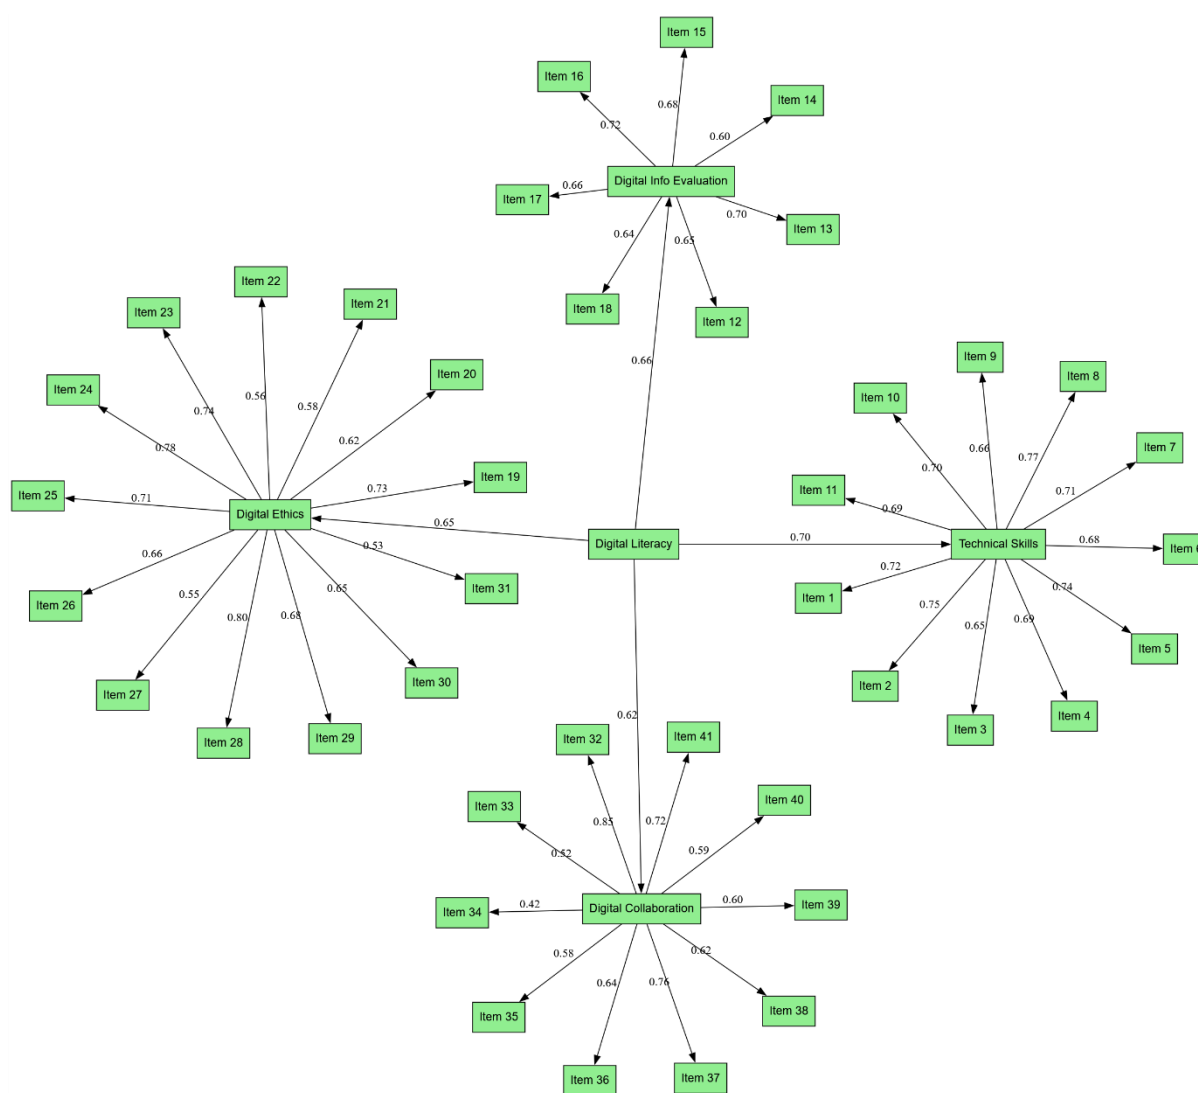 Item 15
Item 16
Item 14
0.68
0.72
0.60
Digital Info Evaluation
0.66
Item 17
0.70
Item 13
0.64
0.65
Item 18
Item 12
0.66
Item 22
Item 21
Item 23
Item 20
Item 24
0.56
0.58
0.74
0.62
0.78
Item 19
0.73
Item 25
0.71
Digital Ethics
0.65
0.53
0.66
Item 31
Item 26
0.55
0.80
0.68
0.65
Item 30
Item 27
Item 28
Item 29
Digital Literacy
0.70
Item 9
Item 8
Item 10
Item 7
0.66
0.77
0.70
0.71
Item 11
0.69
Technical Skills
0.68
Item 6
0.72
Item 1
0.74
0.75
0.65
0.69
Item 5
Item 2
Item 3
Item 4
0.62
Item 32
Item 41
Item 33
Item 40
0.85
0.72
0.52
0.59
Digital Collaboration
0.60
Item 39
0.42
Item 34
0.58
0.62
0.64
0.76
Item 35
Item 38
Item 36
Item 37